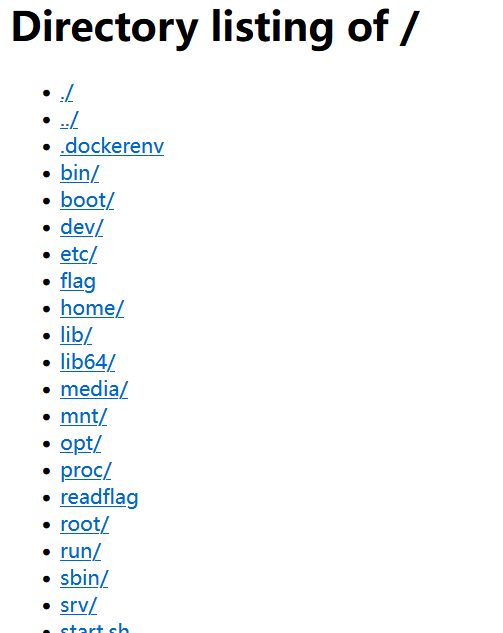 Directory listing of /
./
../
.dockerenv
bin/
boot/
dev/
etc/
flag
home/
lib/
lib64/
media/
mnt/
opt/
proc/
readflag
root/
run/
sbin/
srv/
start.sh